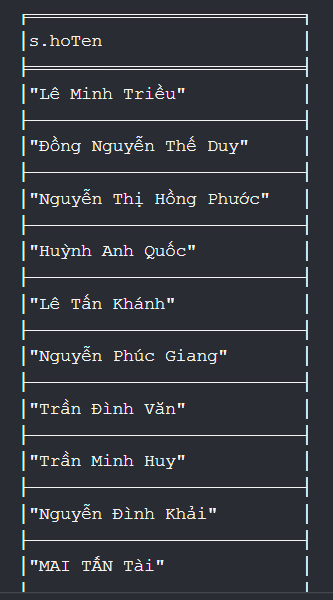 s.hoTen
"Lê Minh Triều"
"Đồng Nguyễn Thế Duy"
"Nguyễn Thị Hồng Phước"
"Huỳnh Anh Quốc"
"Lê Tấn Khánh"
"Nguyễn Phúc Giang"
"Trần Đình Văn"
"Trần Minh Huy"
"Nguyễn Đình Khải"
"MAI TẤN Tài"